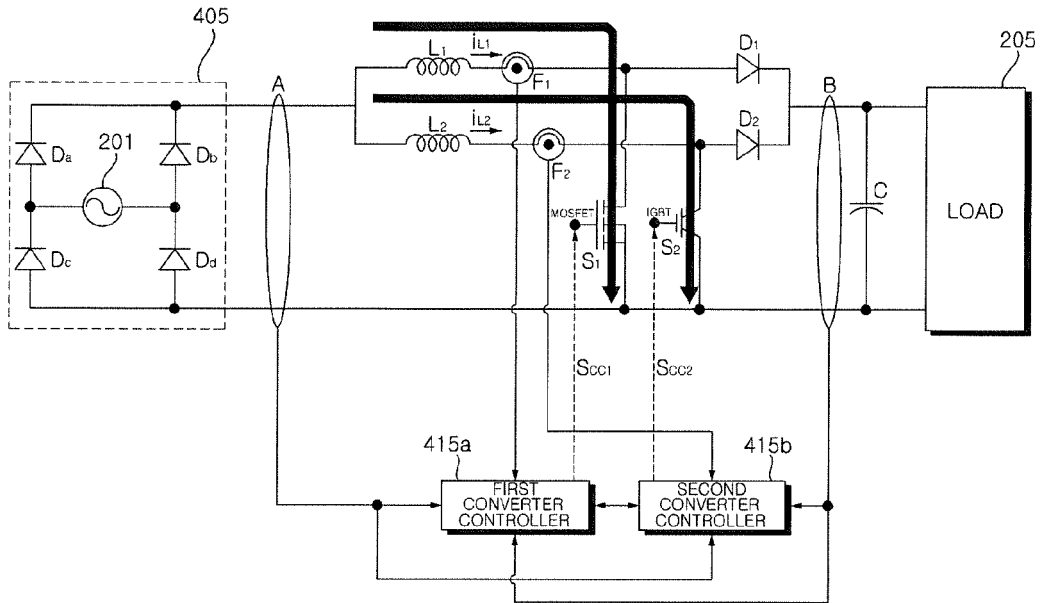 405
A
L1
iL1
F1
D1
B
205
201
Da
Db
L2
iL2
F2
D2
MOSFET
IGBT
S1
S2
C
LOAD
Dc
Dd
SCC1
SCC2
415a
415b
FIRST
CONVERTER
CONTROLLER
SECOND
CONVERTER
CONTROLLER